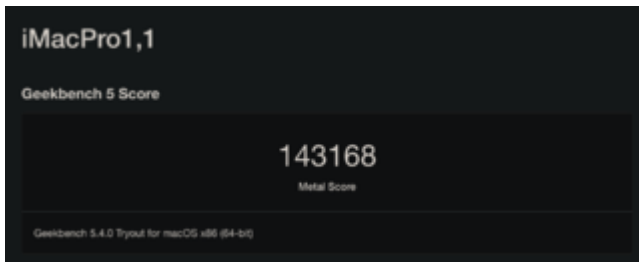 iMacPro1,1
Geekbench 5 Score
143168
Metal Score
Geekbench 5.4.0 Tryout for macOS x86 (64-bit)